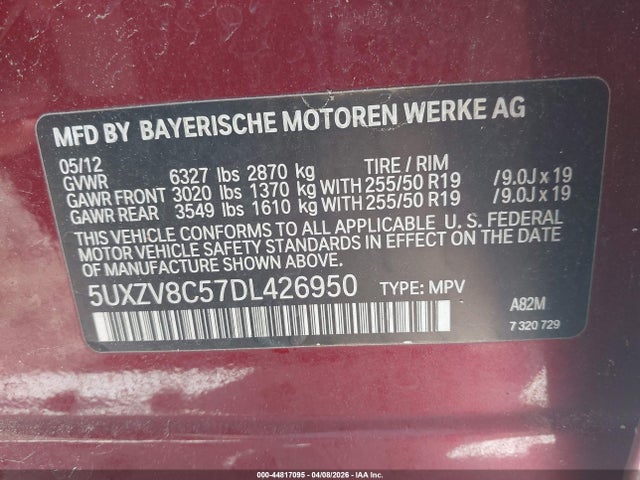 MFD BY BAYERISCHE MOTOREN WERKE AG
05/12
GVWR 6327 lbs 2870 kg TIRE / RIM
GAWR FRONT 3020 lbs 1370 kg WITH 255/50 R19 /9.0J x 19
GAWR REAR 3549 lbs 1610 kg WITH 255/50 R19 /9.0J x 19
THIS VEHICLE CONFORMS TO ALL APPLICABLE U. S. FEDERAL
MOTOR VEHICLE SAFETY STANDARDS IN EFFECT ON THE DATE
OF MANUFACTURE SHOWN ABOVE.
5UXZV8C57DL426950 TYPE: MPV
A82M
7 320 729
000-44817095 - 04/08/2026 - IAA Inc.